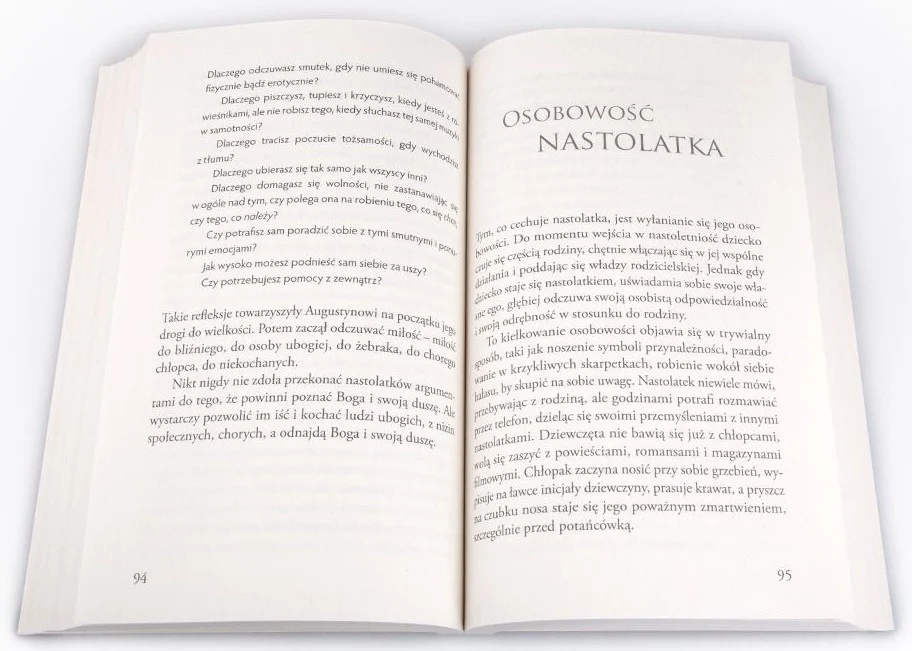 Dlaczego odczuwasz smutek, gdy nie umiesz się pohamować
fizycznie bądź erotycznie?
Dlaczego piszczysz, tupiesz i krzyczysz, kiedy jesteś z ró-
wieśnikami, ale nie robisz tego, kiedy słuchasz tej samej muzyki
w samotności?
Dlaczego tracisz poczucie tożsamości, gdy wychodzisz
z tłumu?
Dlaczego ubierasz się tak samo jak wszyscy inni?
Dlaczego domagasz się wolności, nie zastanawiając się
w ogóle nad tym, czy polega ona na robieniu tego, co się chce,
czy tego, co należy?
Czy potrafisz sam poradzić sobie z tymi smutnymi i ponu-
rymi emocjami?
Jak wysoko możesz podnieść sam siebie za uszy?
Czy potrzebujesz pomocy z zewnątrz?
Takie refleksje towarzyszyły Augustynowi na początku jego
drogi do wielkości. Potem zaczął odczuwać miłość – miłość
do bliźniego, do osoby ubogiej, do żebraka, do chorego
chłopca, do niekochanych.
Nikt nigdy nie zdoła przekonać nastolatków argumen-
tami do tego, że powinni poznać Boga i swoją duszę. Ale
wystarczy pozwolić im iść i kochać ludzi ubogich, z nizin
społecznych, chorych, a odnajdą Boga i swoją duszę.
94
OSOBOWOŚĆ
NASTOLATKA
Tym, co cechuje nastolatka, jest wyłanianie się jego oso-
bowości. Do momentu wejścia w nastoletniość dziecko
czuje się częścią rodziny, chętnie włączając się w jej wspólne
działania i poddając się władzy rodzicielskiej. Jednak gdy
dziecko staje się nastolatkiem, uświadamia sobie swoje wła-
sne ego, głębiej odczuwa swoją osobistą odpowiedzialność
i swoją odrębność w stosunku do rodziny.
To kiełkowanie osobowości objawia się w trywialny
sposób, taki jak noszenie symboli przynależności, parado-
wanie w krzykliwych skarpetkach, robienie wokół siebie
hałasu, by skupić na sobie uwagę. Nastolatek niewiele mówi,
przebywając z rodziną, ale godzinami potrafi rozmawiać
przez telefon, dzieląc się swoimi przemyśleniami z innymi
nastolatkami. Dziewczęta nie bawią się już z chłopcami,
wolą się zaszyć z powieściami, romansami i magazynami
filmowymi. Chłopak zaczyna nosić przy sobie grzebień, wy-
pisuje na ławce inicjały dziewczyny, prasuje krawat, a pryszcz
na czubku nosa staje się jego poważnym zmartwieniem,
szczególnie przed potańcówką.
95